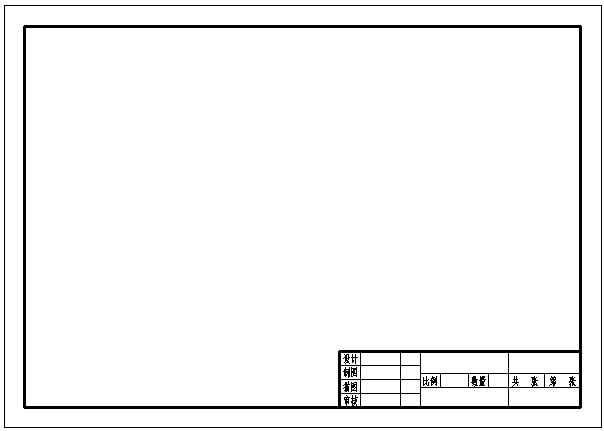 设计
制图
比例 数量 共 张 第 张
描图
审核